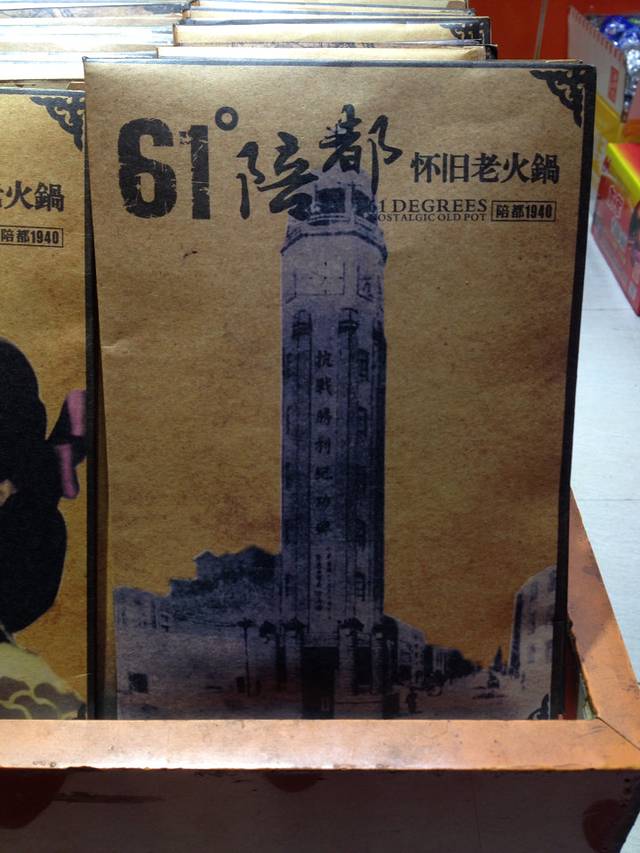 61°陪都 怀旧老火鍋
61 DEGREES
NOSTALGIC OLD POT
陪都1940
抗戰勝利紀功碑
火鍋
陪都1940